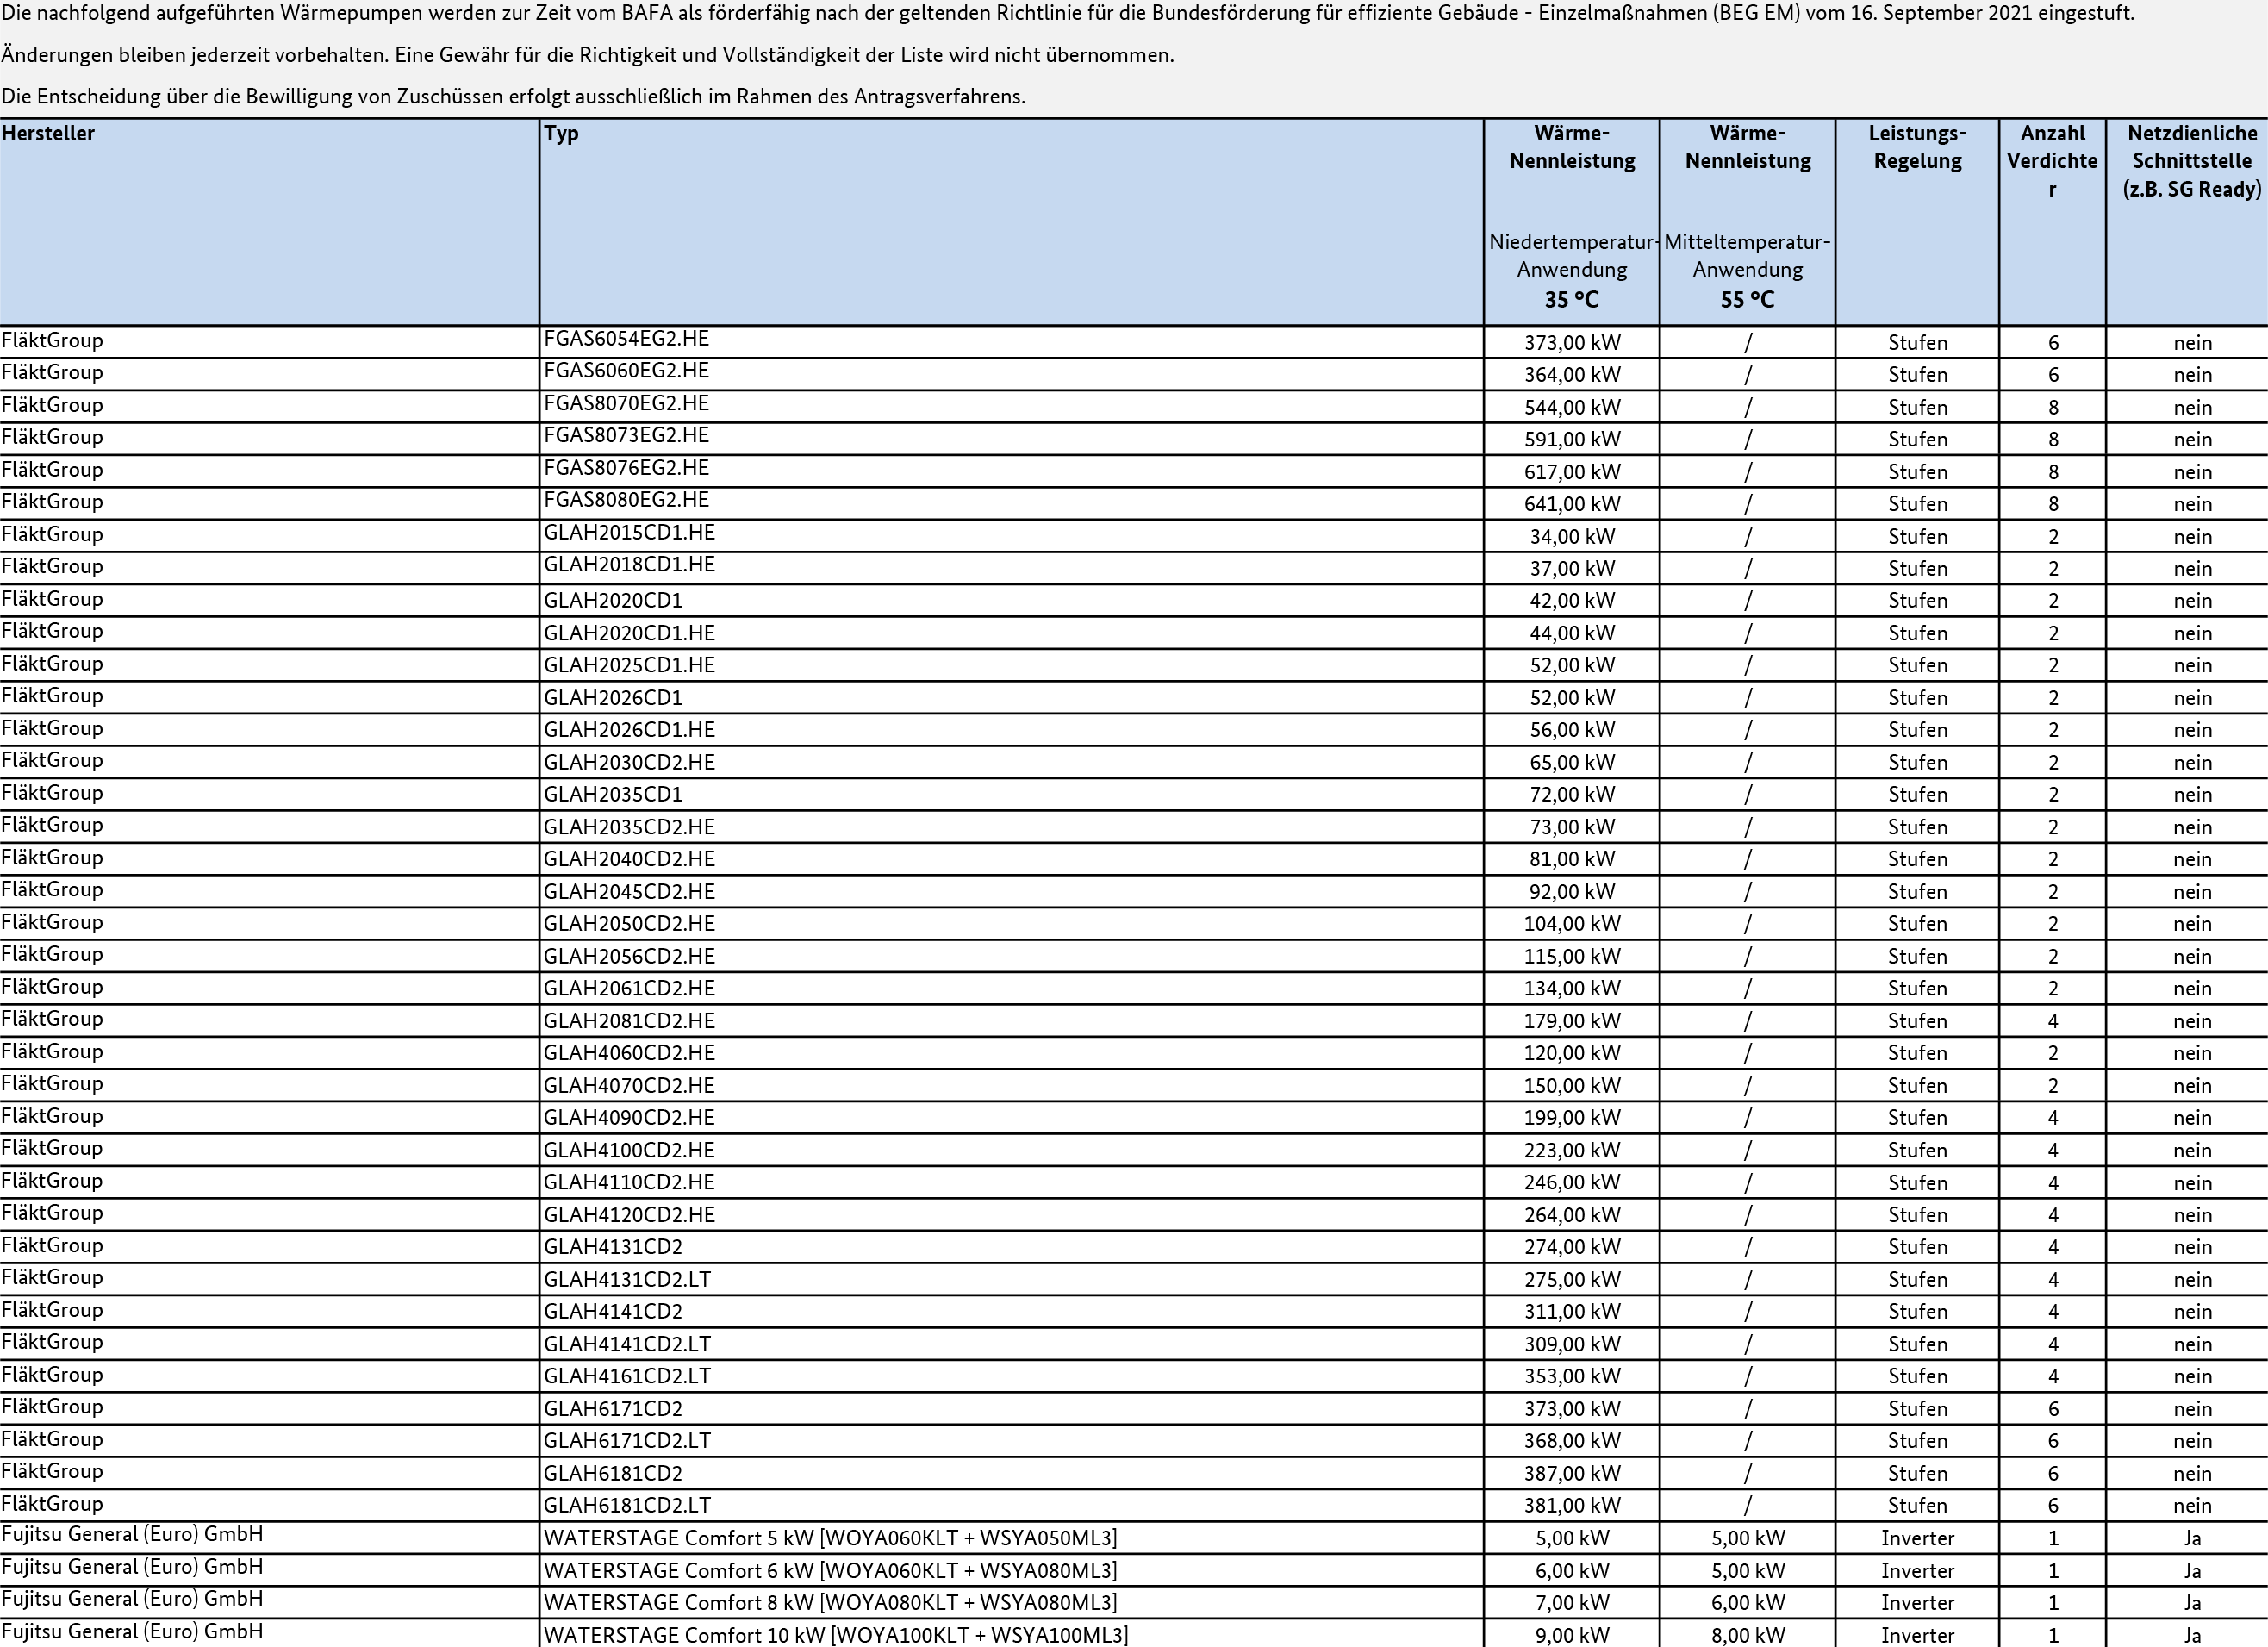 Die nachfolgend aufgeführten Wärmepumpen werden zur Zeit vom BAFA als förderfähig nach der geltenden Richtlinie für die Bundesförderung für effiziente Gebäude - Einzelmaßnahmen (BEG EM) vom 16. September 2021 eingestuft.
Änderungen bleiben jederzeit vorbehalten. Eine Gewähr für die Richtigkeit und Vollständigkeit der Liste wird nicht übernommen.
Die Entscheidung über die Bewilligung von Zuschüssen erfolgt ausschließlich im Rahmen des Antragsverfahrens.
Hersteller Typ Wärme- Wärme- Leistungs- Anzahl Netzdienliche
Nennleistung Nennleistung Regelung Verdichte Schnittstelle
r (z.B. SG Ready)
Niedertemperatur- Mitteltemperatur-
Anwendung Anwendung
35 °C 55 °C
FläktGroup FGAS6054EG2.HE 373,00 kW / Stufen 6 nein
FläktGroup FGAS6060EG2.HE 364,00 kW / Stufen 6 nein
FläktGroup FGAS8070EG2.HE 544,00 kW / Stufen 8 nein
FläktGroup FGAS8073EG2.HE 591,00 kW / Stufen 8 nein
FläktGroup FGAS8076EG2.HE 617,00 kW / Stufen 8 nein
FläktGroup FGAS8080EG2.HE 641,00 kW / Stufen 8 nein
FläktGroup GLAH2015CD1.HE 34,00 kW / Stufen 2 nein
FläktGroup GLAH2018CD1.HE 37,00 kW / Stufen 2 nein
FläktGroup GLAH2020CD1 42,00 kW / Stufen 2 nein
FläktGroup GLAH2020CD1.HE 44,00 kW / Stufen 2 nein
FläktGroup GLAH2025CD1.HE 52,00 kW / Stufen 2 nein
FläktGroup GLAH2026CD1 52,00 kW / Stufen 2 nein
FläktGroup GLAH2026CD1.HE 56,00 kW / Stufen 2 nein
FläktGroup GLAH2030CD2.HE 65,00 kW / Stufen 2 nein
FläktGroup GLAH2035CD1 72,00 kW / Stufen 2 nein
FläktGroup GLAH2035CD2.HE 73,00 kW / Stufen 2 nein
FläktGroup GLAH2040CD2.HE 81,00 kW / Stufen 2 nein
FläktGroup GLAH2045CD2.HE 92,00 kW / Stufen 2 nein
FläktGroup GLAH2050CD2.HE 104,00 kW / Stufen 2 nein
FläktGroup GLAH2056CD2.HE 115,00 kW / Stufen 2 nein
FläktGroup GLAH2061CD2.HE 134,00 kW / Stufen 2 nein
FläktGroup GLAH2081CD2.HE 179,00 kW / Stufen 4 nein
FläktGroup GLAH4060CD2.HE 120,00 kW / Stufen 2 nein
FläktGroup GLAH4070CD2.HE 150,00 kW / Stufen 2 nein
FläktGroup GLAH4090CD2.HE 199,00 kW / Stufen 4 nein
FläktGroup GLAH4100CD2.HE 223,00 kW / Stufen 4 nein
FläktGroup GLAH4110CD2.HE 246,00 kW / Stufen 4 nein
FläktGroup GLAH4120CD2.HE 264,00 kW / Stufen 4 nein
FläktGroup GLAH4131CD2 274,00 kW / Stufen 4 nein
FläktGroup GLAH4131CD2.LT 275,00 kW / Stufen 4 nein
FläktGroup GLAH4141CD2 311,00 kW / Stufen 4 nein
FläktGroup GLAH4141CD2.LT 309,00 kW / Stufen 4 nein
FläktGroup GLAH4161CD2.LT 353,00 kW / Stufen 4 nein
FläktGroup GLAH6171CD2 373,00 kW / Stufen 6 nein
FläktGroup GLAH6171CD2.LT 368,00 kW / Stufen 6 nein
FläktGroup GLAH6181CD2 387,00 kW / Stufen 6 nein
FläktGroup GLAH6181CD2.LT 381,00 kW / Stufen 6 nein
Fujitsu General (Euro) GmbH WATERSTAGE Comfort 5 kW [WOYA060KLT + WSYA050ML3] 5,00 kW 5,00 kW Inverter 1 Ja
Fujitsu General (Euro) GmbH WATERSTAGE Comfort 6 kW [WOYA060KLT + WSYA080ML3] 6,00 kW 5,00 kW Inverter 1 Ja
Fujitsu General (Euro) GmbH WATERSTAGE Comfort 8 kW [WOYA080KLT + WSYA080ML3] 7,00 kW 6,00 kW Inverter 1 Ja
Fujitsu General (Euro) GmbH WATERSTAGE Comfort 10 kW [WOYA100KLT + WSYA100ML3] 9,00 kW 8,00 kW Inverter 1 Ja